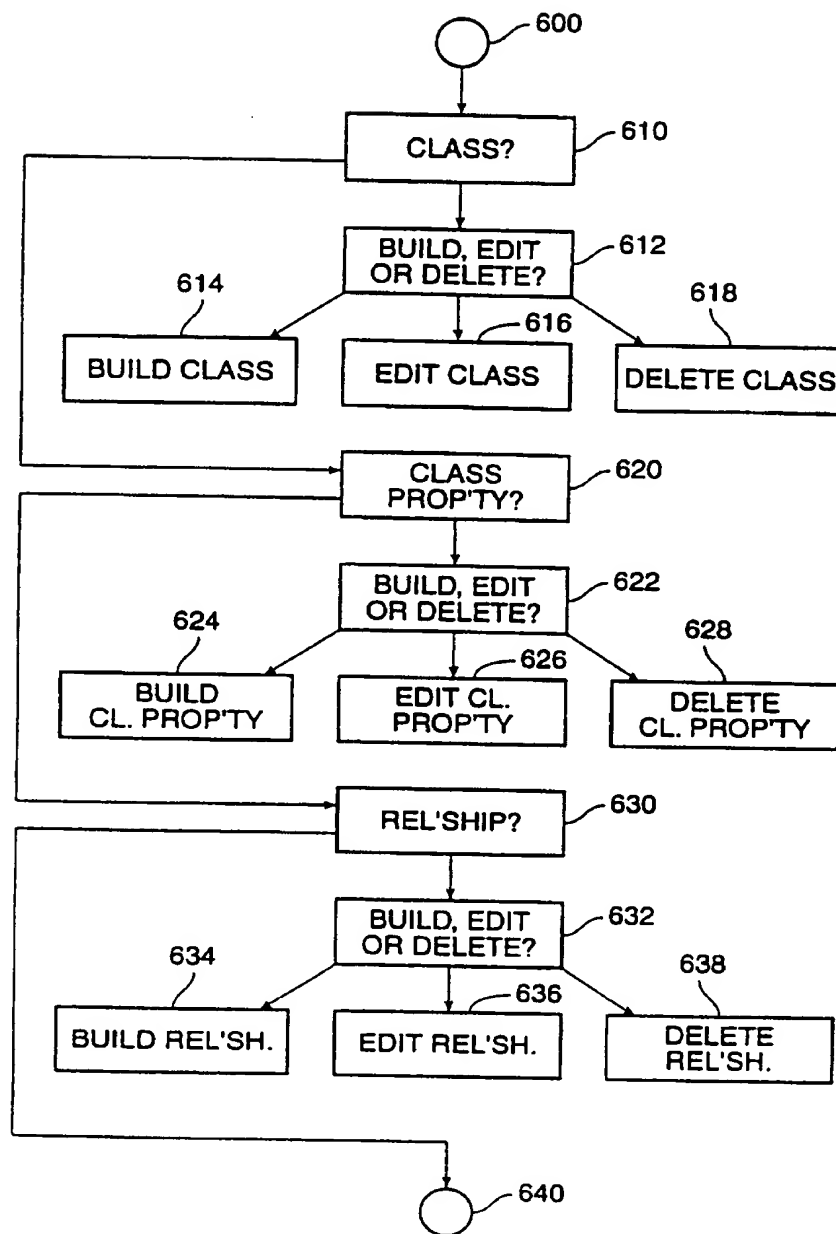 600
CLASS?
610
BUILD, EDIT
OR DELETE?
612
614
616
618
BUILD CLASS
EDIT CLASS
DELETE CLASS
CLASS
PROP'TY?
620
BUILD, EDIT
OR DELETE?
622
624
626
628
BUILD
CL. PROP'TY
EDIT CL.
PROP'TY
DELETE
CL. PROP'TY
REL'SHIP?
630
BUILD, EDIT
OR DELETE?
632
634
636
638
BUILD REL'SH.
EDIT REL'SH.
DELETE
REL'SH.
640